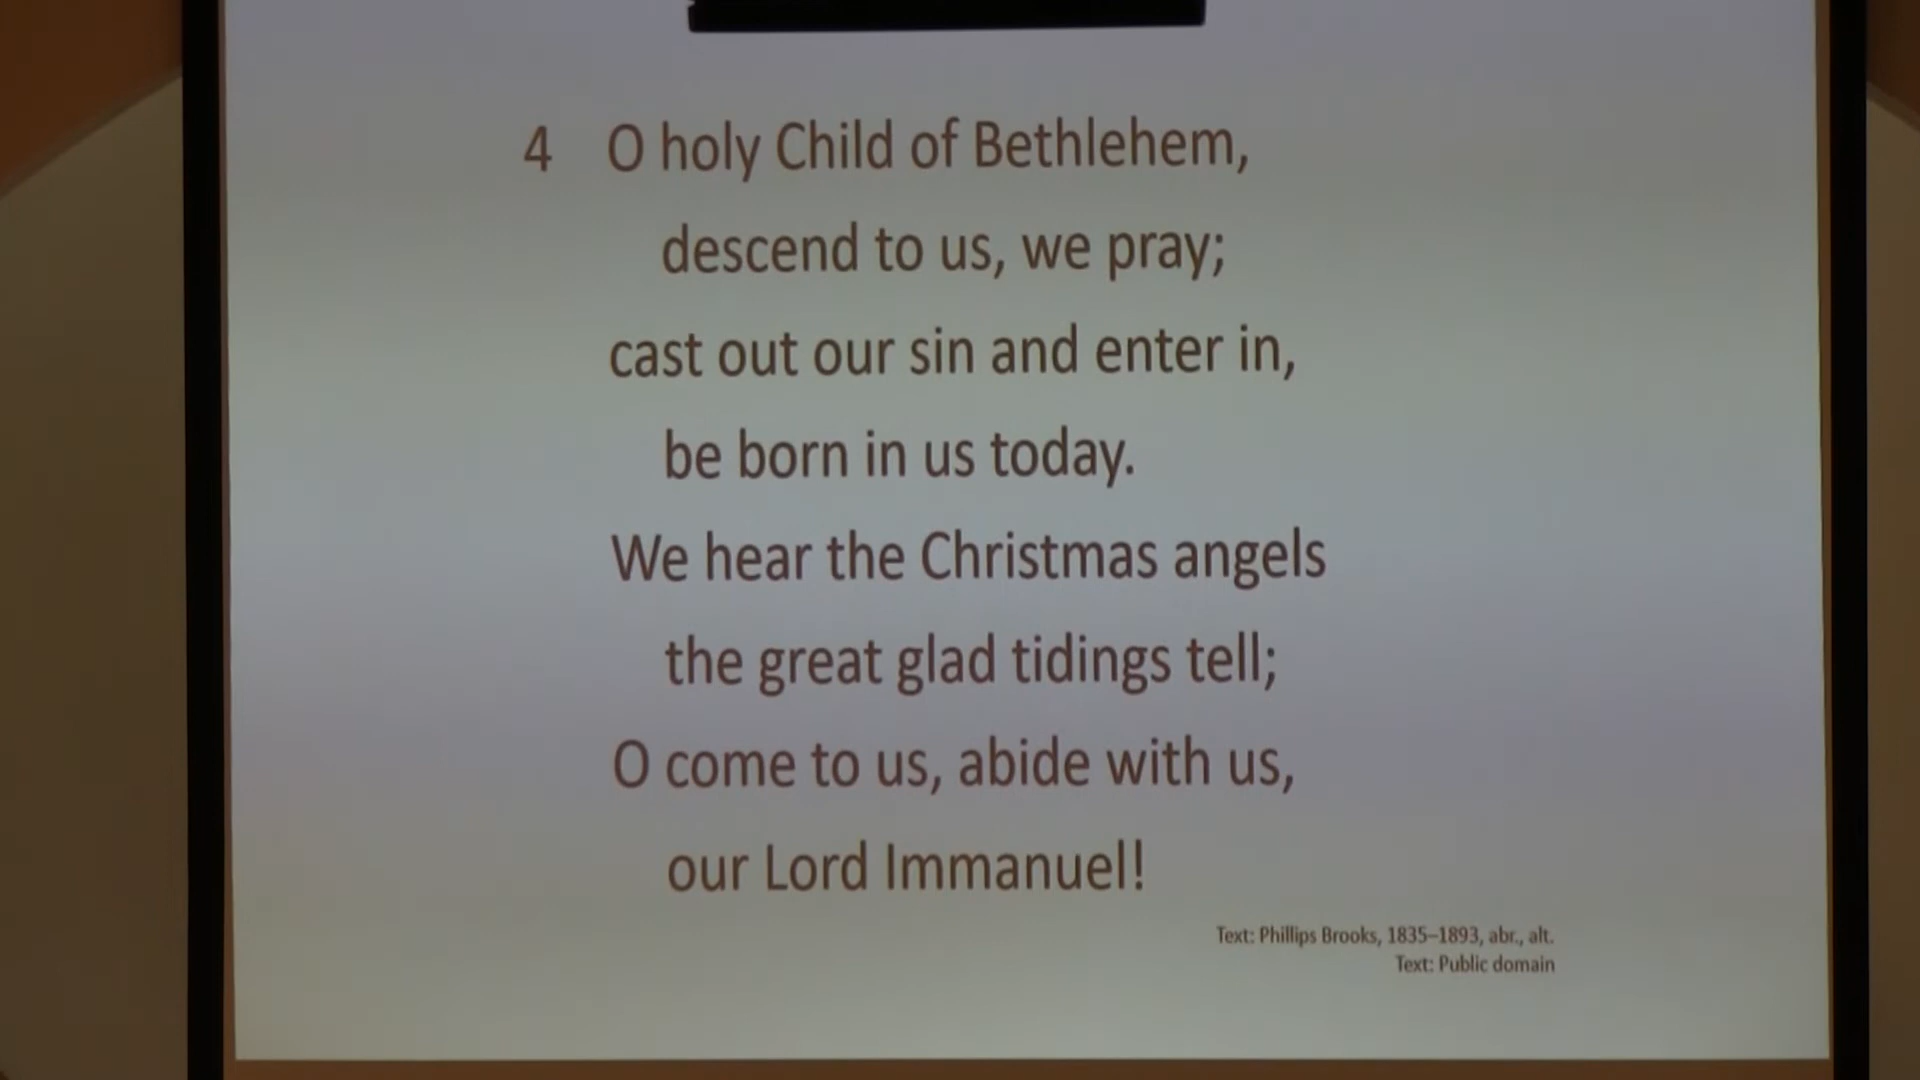 4 O holy Child of Bethlehem,
descend to us, we pray;
cast out our sin and enter in,
be born in us today.
We hear the Christmas angels
the great glad tidings tell;
O come to us, abide with us,
our Lord Immanuel!
Text: Phillips Brooks, 1835–1893, abr., alt.
Text: Public domain